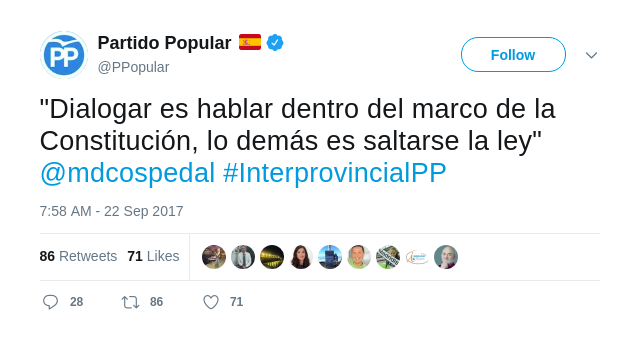 PP
Partido Popular
@PPopular
Follow
"Dialogar es hablar dentro del marco de la
Constitución, lo demás es saltarse la ley"
@mdcospedal #InterprovincialPP
7:58 AM - 22 Sep 2017
86 Retweets 71 Likes
28 86 71